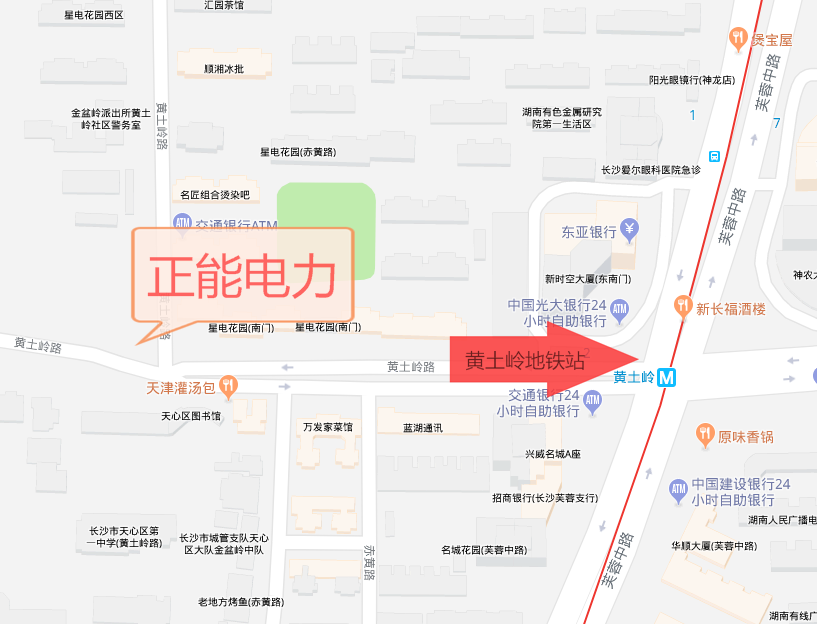 汇园茶馆
星电花园西区
煲宝屋
顺湘冰批
阳光眼镜行(神龙店)
芙蓉中路
黄土岭路
金盆岭派出所黄土
岭社区警务室
湖南有色金属研究
院第一生活区
1
7
星电花园(赤黄路)
长沙爱尔眼科医院急诊
名匠组合烫染吧
芙蓉中路
ATM
交通银行ATM
东亚银行
¥
正能电力
新时空大厦(东南门)
神农大
中国光大银行24
小时自助银行
ATM
新长福酒楼
星电花园(南门)
星电花园(南门)
黄土岭路
2
黄土岭地铁站
黄土岭路
黄土岭
M
天津灌汤包
交通银行24
小时自助银行
ATM
天心区图书馆
万发家菜馆
蓝湖通讯
原味香锅
兴威名城A座
ATM
中国建设银行24
小时自助银行
招商银行(长沙芙蓉支行)
湖南人民广播电
长沙市天心区第
一中学(黄土岭路)
长沙市城管支队天心
区大队金盆岭中队
赤黄路
名城花园(芙蓉中路)
芙蓉中路
华顺大厦(芙蓉中路)
老地方烤鱼(赤黄路)
湖南有线广